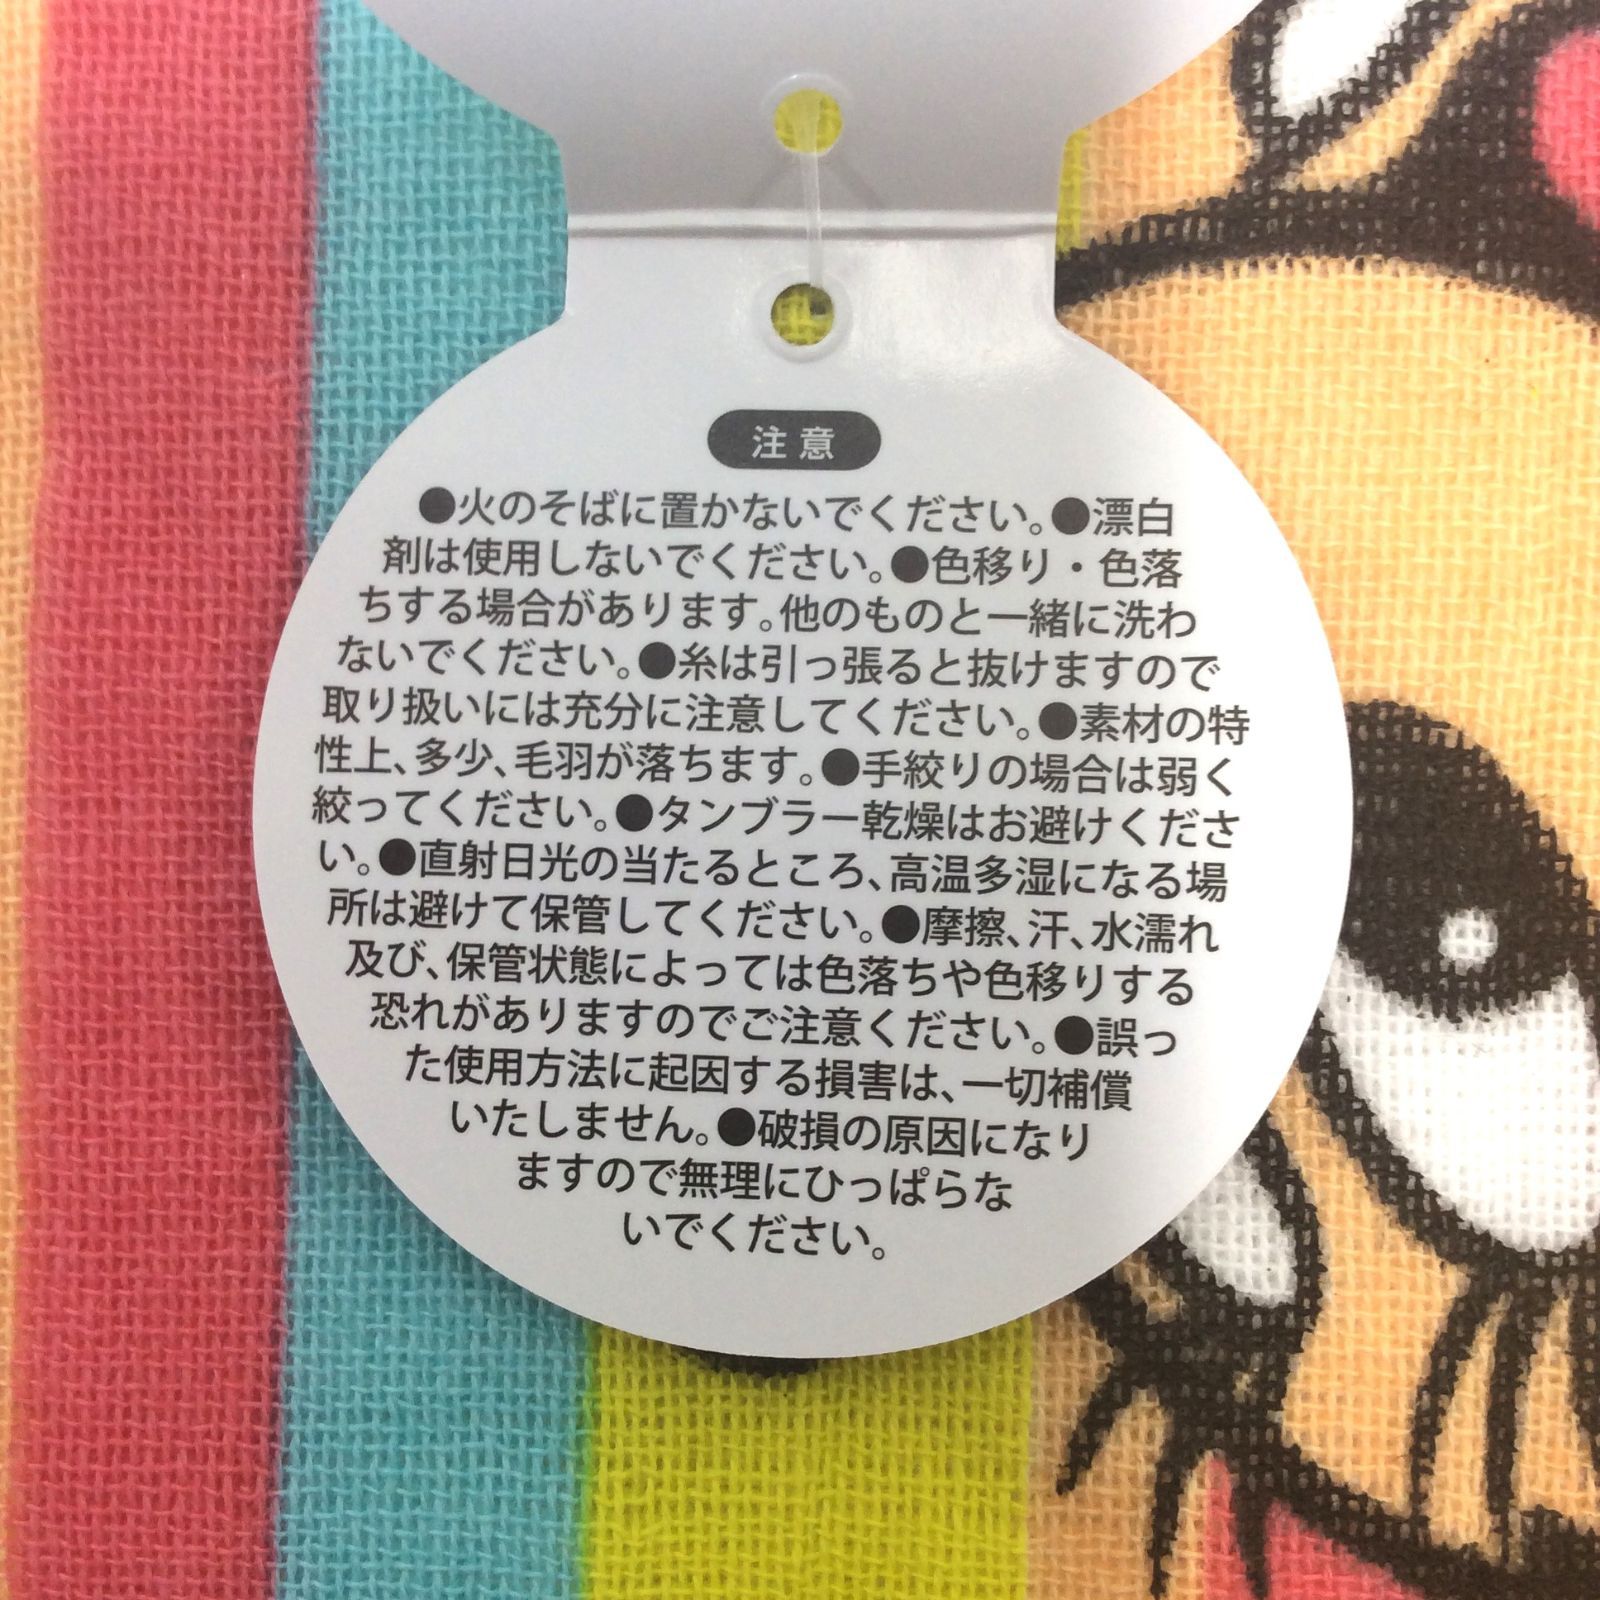 注意
●火のそばに置かないでください。●漂白
剤は使用しないでください。●色移り・色落
ちする場合があります。他のものと一緒に洗わ
ないでください。●糸は引っ張ると抜けますので
取り扱いには充分に注意してください。●素材の特
性上、多少、毛羽が落ちます。●手絞りの場合は弱く
絞ってください。●タンブラー乾燥はお避けくださ
い。●直射日光の当たるところ、高温多湿になる場
所は避けて保管してください。●摩擦、汗、水濡れ
及び、保管状態によっては色落ちや色移りする
恐れがありますのでご注意ください。●誤っ
た使用方法に起因する損害は、一切補償
いたしません。●破損の原因になり
ますので無理にひっぱらな
いでください。